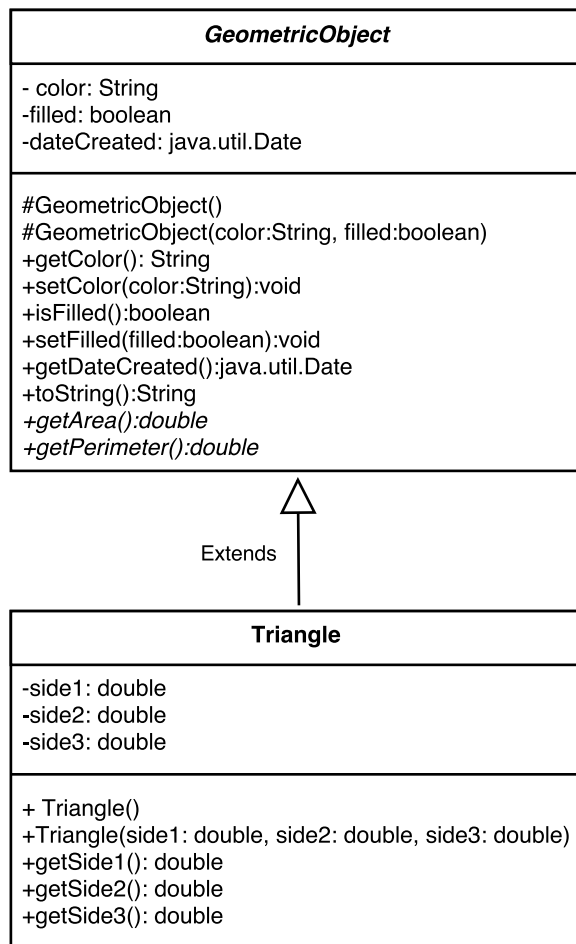 GeometricObject
- color: String
-filled: boolean
-dateCreated: java.util.Date
#GeometricObject()
#GeometricObject(color:String, filled:boolean)
+getColor(): String
+setColor(color:String):void
+isFilled():boolean
+setFilled(filled:boolean):void
+getDateCreated():java.util.Date
+toString():String
+getArea():double
+getPerimeter():double
Extends
Triangle
-side1: double
-side2: double
-side3: double
+ Triangle()
+Triangle(side1: double, side2: double, side3: double)
+getSide1(): double
+getSide2(): double
+getSide3(): double